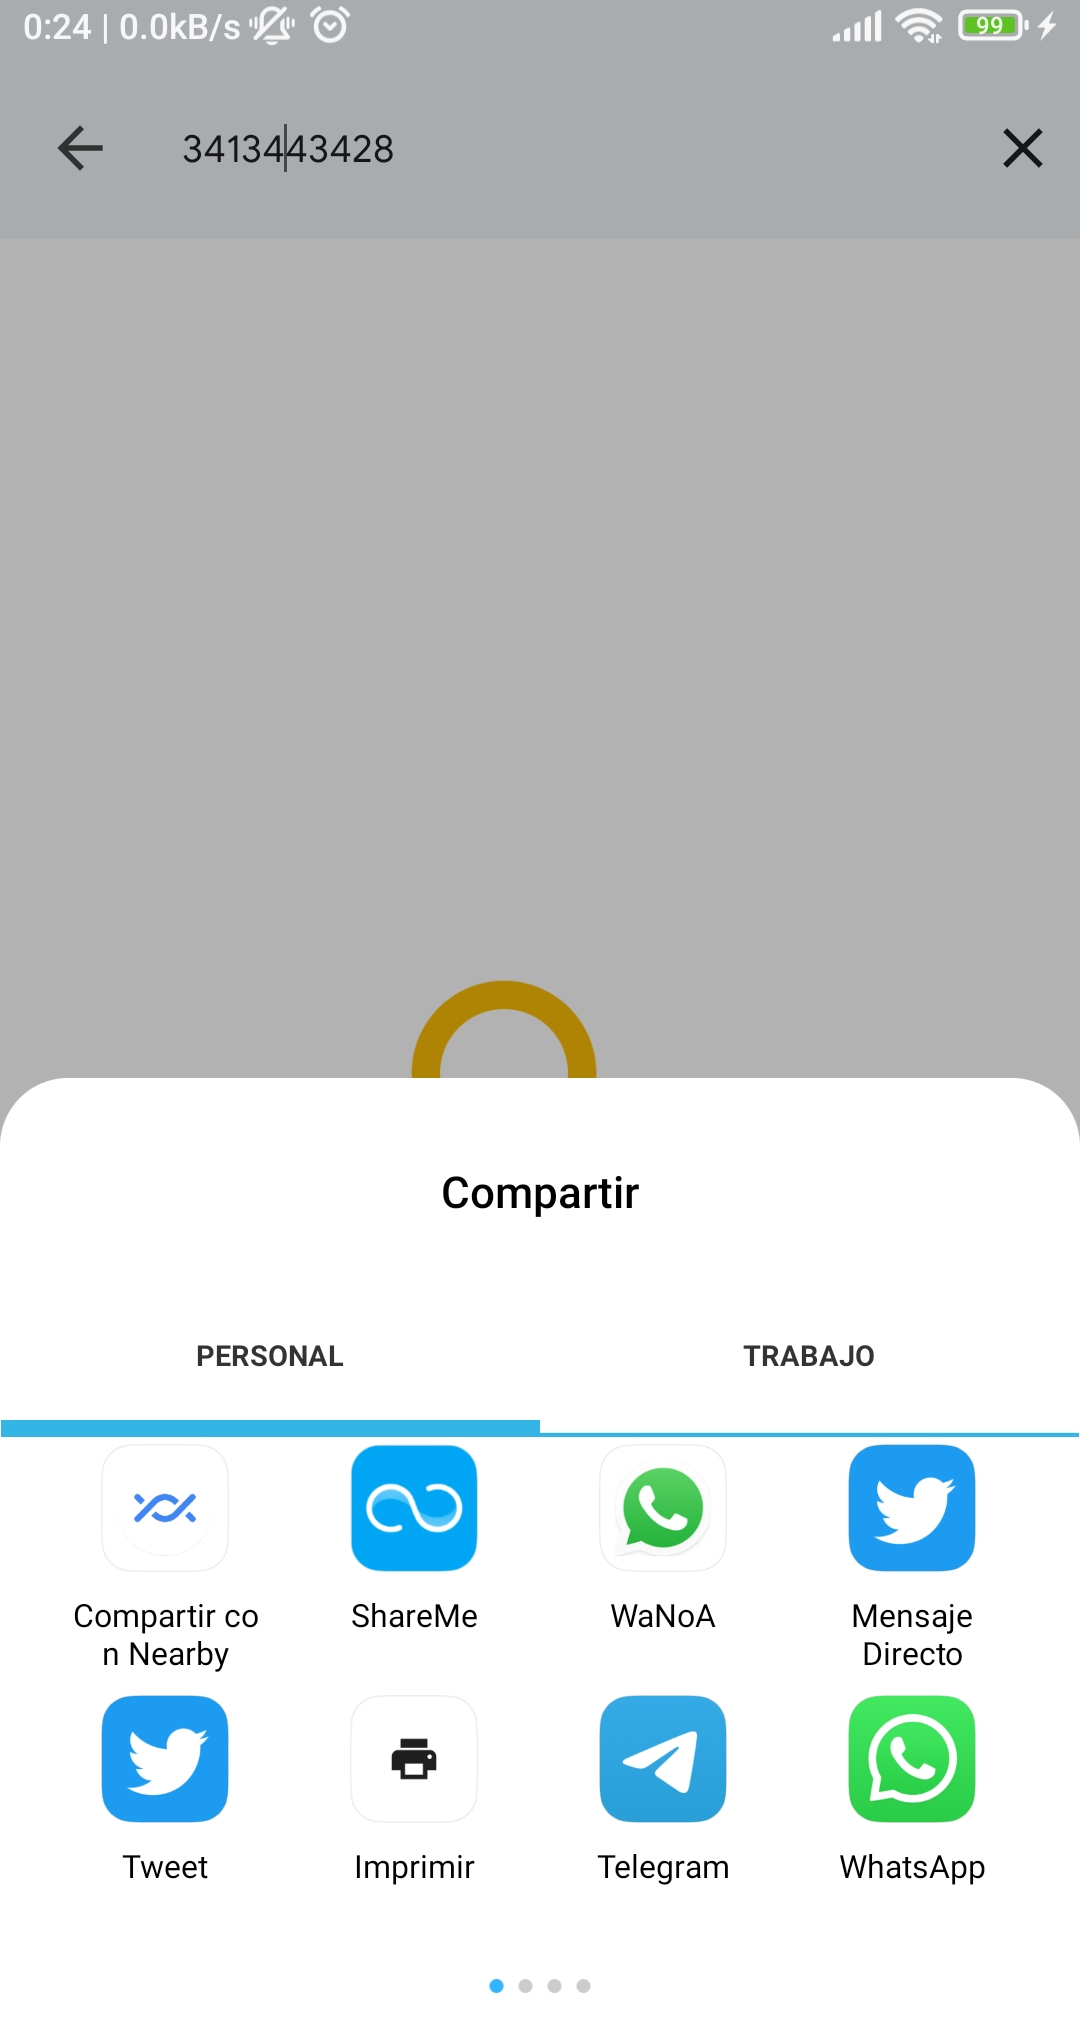 0:24 | 0.0kB/s
99
3413443428
Compartir
PERSONAL
TRABAJO
Compartir co
n Nearby
ShareMe
WaNoA
Mensaje
Directo
Tweet
Imprimir
Telegram
WhatsApp